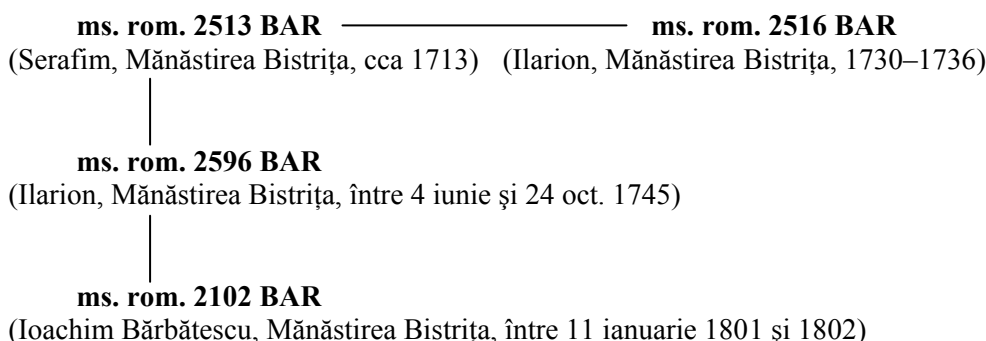 ms. rom. 2513 BAR ms. rom. 2516 BAR
(Serafim, Mănăstirea Bistrița, cca 1713) (Ilarion, Mănăstirea Bistrița, 1730–1736)
ms. rom. 2596 BAR
(Ilarion, Mănăstirea Bistrița, între 4 iunie şi 24 oct. 1745)
ms. rom. 2102 BAR
(Ioachim Bărbătescu, Mănăstirea Bistrița, între 11 ianuarie 1801 şi 1802)